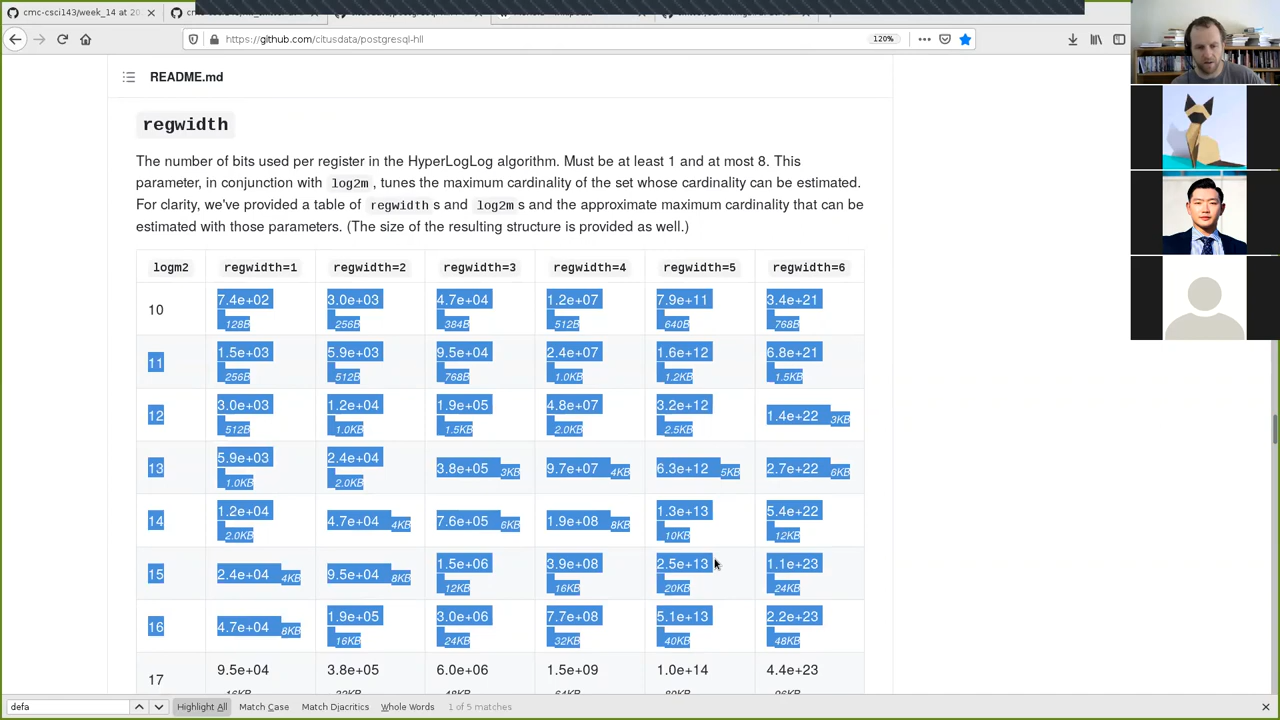 cmc-csci143/week_14 at 20
https://github.com/citusdata/postgresql-hll
120%
README.md
regwidth
The number of bits used per register in the HyperLogLog algorithm. Must be at least 1 and at most 8. This
parameter, in conjunction with log2m, tunes the maximum cardinality of the set whose cardinality can be estimated.
For clarity, we've provided a table of regwidth s and log2m s and the approximate maximum cardinality that can be
estimated with those parameters. (The size of the resulting structure is provided as well.)
logm2 regwidth=1 regwidth=2 regwidth=3 regwidth=4 regwidth=5 regwidth=6
10 7.4e+02 128B 3.0e+03 256B 4.7e+04 384B 1.2e+07 512B 7.9e+11 640B 3.4e+21 768B
11 1.5e+03 256B 5.9e+03 512B 9.5e+04 768B 2.4e+07 1.0KB 1.6e+12 1.2KB 6.8e+21 1.5KB
12 3.0e+03 512B 1.2e+04 1.0KB 1.9e+05 1.5KB 4.8e+07 2.0KB 3.2e+12 2.5KB 1.4e+22 3KB
13 5.9e+03 1.0KB 2.4e+04 2.0KB 3.8e+05 3KB 9.7e+07 4KB 6.3e+12 5KB 2.7e+22 6KB
14 1.2e+04 2.0KB 4.7e+04 4KB 7.6e+05 6KB 1.9e+08 8KB 1.3e+13 10KB 5.4e+22 12KB
15 2.4e+04 4KB 9.5e+04 8KB 1.5e+06 12KB 3.9e+08 16KB 2.5e+13 20KB 1.1e+23 24KB
16 4.7e+04 8KB 1.9e+05 16KB 3.0e+06 24KB 7.7e+08 32KB 5.1e+13 40KB 2.2e+23 48KB
17 9.5e+04 3.8e+05 6.0e+06 1.5e+09 1.0e+14 4.4e+23
defa Highlight All Match Case Match Diacritics Whole Words 1 of 5 matches